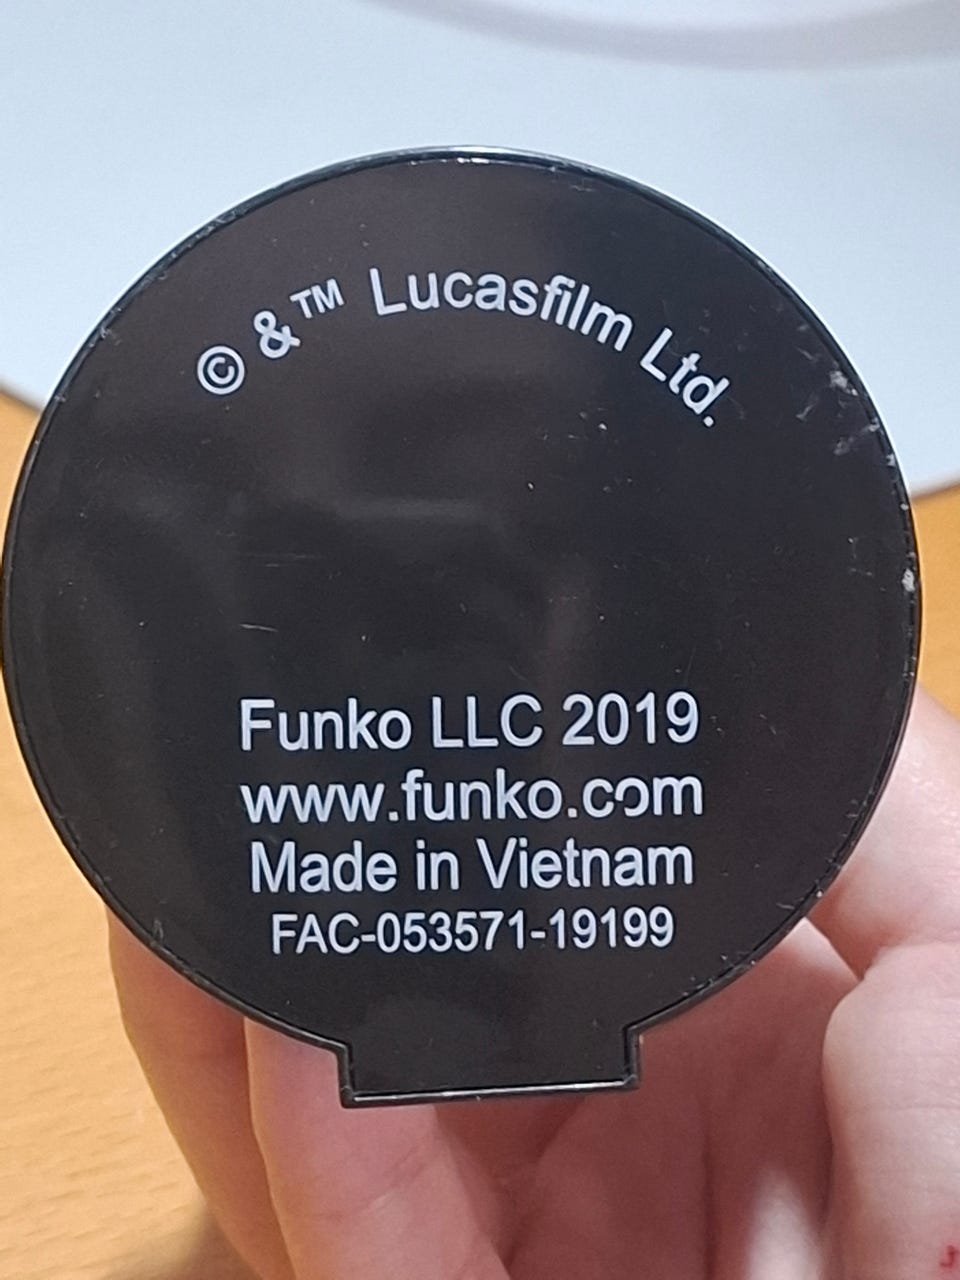 © & ™ Lucasfilm Ltd.
Funko LLC 2019
www.funko.com
Made in Vietnam
FAC-053571-19199